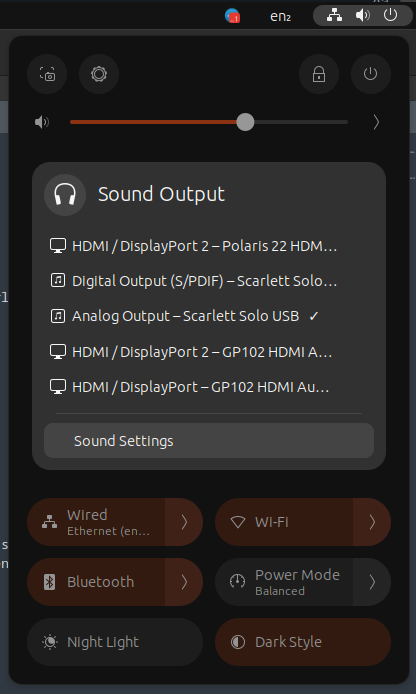 en₂
Sound Output
HDMI / DisplayPort 2 – Polaris 22 HDM…
Digital Output (S/PDIF) – Scarlett Solo…
Analog Output – Scarlett Solo USB ✓
HDMI / DisplayPort 2 – GP102 HDMI A…
HDMI / DisplayPort – GP102 HDMI Au…
Sound Settings
Wired
Ethernet (en…
Wi-Fi
Bluetooth
Power Mode
Balanced
Night Light
Dark Style